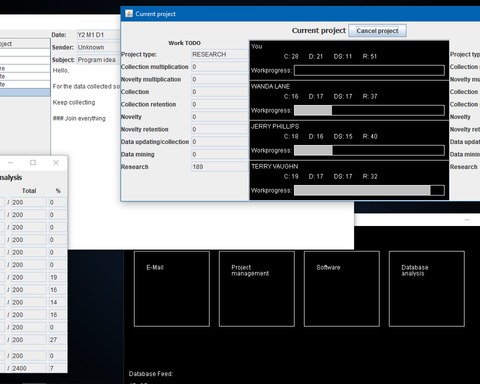 Current project
Current project Cancel project
oject
Date: Y2 M1 D1
Sender: Unknown
Subject: Program idea
Hello,
For the data collected so
Keep collecting
### Join everything
re
fe
fe
Work TODO
Project type: RESEARCH
Collection multiplication 0
Novelty multiplication 0
Collection 0
Collection retention 0
Novelty 0
Novelty retention 0
Data updating/collection 0
Data mining 0
Research 189
You
C: 28 D: 21 DS: 11 R: 51
Workprogress:
WANDA LANE
C: 16 D: 17 DS: 17 R: 37
Workprogress:
JERRY PHILLIPS
C: 18 D: 16 DS: 15 R: 40
Workprogress:
TERRY VAUGHN
C: 19 D: 17 DS: 17 R: 32
Workprogress:
Project typ
Collection m
Novelty mul
Collection
Collection re
Novelty
Novelty rete
Data updati
Data mining
Research
nalysis
Total %
/ 200 0
/ 200 0
/ 200 0
/ 200 0
/ 200 0
/ 200 0
/ 200 19
/ 200 16
/ 200 14
/ 200 16
/ 200 0
/ 200 27
/ 2400 7
E-Mail
Project
management
Software
Database
analysis
Database Feed: